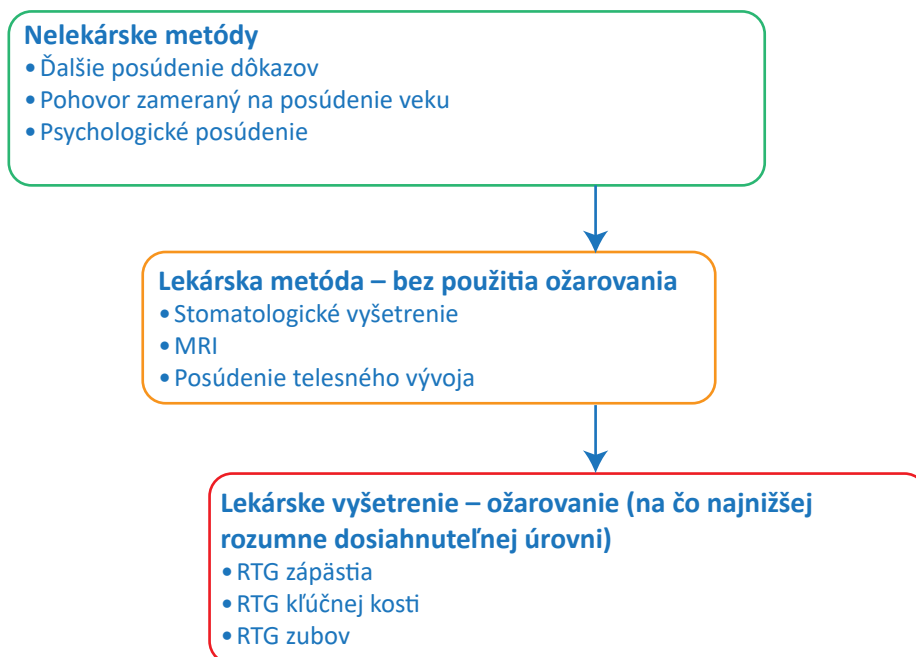 Nelekárske metódy
• Ďalšie posúdenie dôkazov
• Pohovor zameraný na posúdenie veku
• Psychologické posúdenie
Lekárska metóda – bez použitia ožarovania
• Stomatologické vyšetrenie
• MRI
• Posúdenie telesného vývoja
Lekárske vyšetrenie – ožarovanie (na čo najnižšej
rozumne dosiahnuteľnej úrovni)
• RTG zápästia
• RTG kľúčnej kosti
• RTG zubov